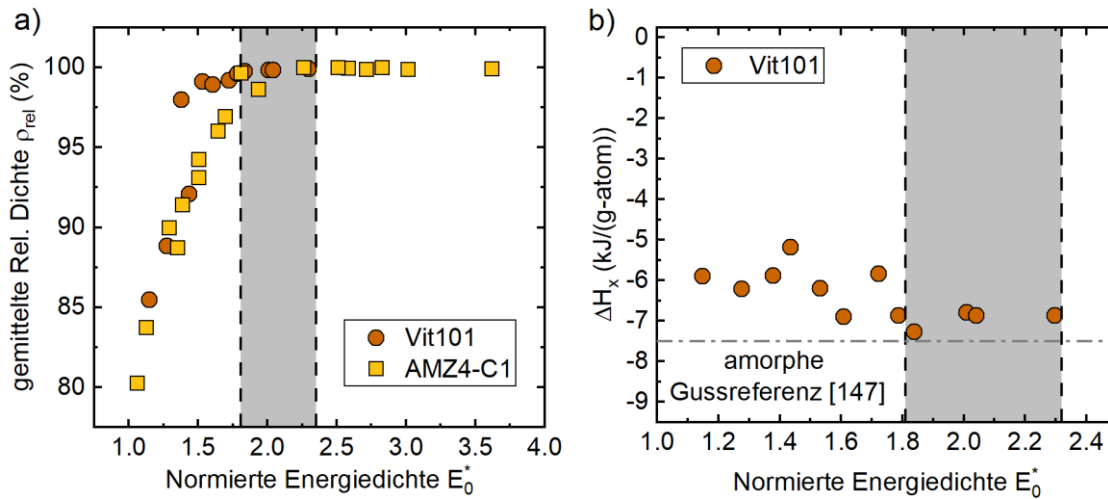 a)
gemittelte Rel. Dichte ρrel (%)
100
95
90
85
80
Vit101
AMZ4-C1
1.0 1.5 2.0 2.5 3.0 3.5 4.0
Normierte Energiedichte E0*
b)
ΔHx (kJ/(g-atom))
0
-1
-2
-3
-4
-5
-6
-7
-8
-9
Vit101
amorphe
Gussreferenz [147]
1.0 1.2 1.4 1.6 1.8 2.0 2.2 2.4
Normierte Energiedichte E0*